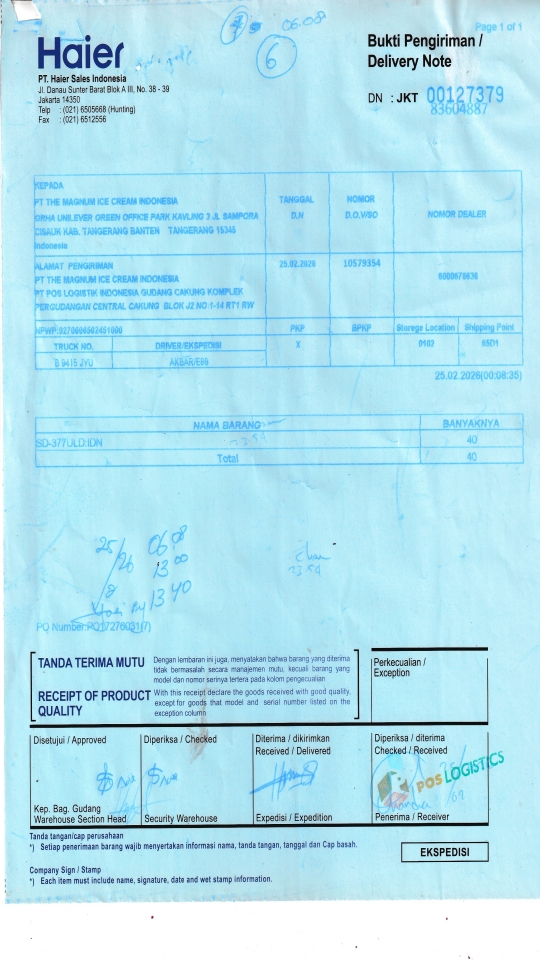 Page 1 of 1
06.08
6
Haier
PT. Haier Sales Indonesia
Jl. Danau Sunter Barat Blok A III, No. 38 - 39
Jakarta 14350
Telp : (021) 6505668 (Hunting)
Fax : (021) 6512556
Bukti Pengiriman /
Delivery Note
DN : JKT 00127379
83604887
KEPADA
PT THE MAGNUM ICE CREAM INDONESIA
GRHA UNILEVER GREEN OFFICE PARK KAVLING 3 JL SAMPORA
CISAUK KAB. TANGERANG BANTEN TANGERANG 15345
Indonesia
TANGGAL
D.N
NOMOR
D.O.V/SO
NOMOR DEALER
ALAMAT PENGIRIMAN
PT THE MAGNUM ICE CREAM INDONESIA
PT POS LOGISTIK INDONESIA GUDANG CAKUNG KOMPLEK
PERGUDANGAN CENTRAL CAKUNG BLOK J2 NO 1-14 RT1 RW
25.02.2026
10579354
TRUCK NO.
DRIVER/EKSPEDISI
PKP
BPKP
Storege Location
Shipping Point
B 9415 JYU
AKBAR/E69
X
25.02.2026(00:08:35)
NAMA BARANG
BANYAKNYA
SD-377ULD.IDN
40
Total
40
25/26 06.08
13 00
13 40
23 59
PO Number:PO17276031(7)
TANDA TERIMA MUTU
RECEIPT OF PRODUCT QUALITY
Dengan lembaran ini juga, menyatakan bahwa barang yang diterima
tidak bermasalah secara manajemen mutu, kecuali barang yang
model dan nomor serinya tertera pada kolom pengecualian
With this receipt declare the goods received with good quality,
except for goods that model and serial number listed on the
exception column
Perkecualian /
Exception
Disetujui / Approved
Kep. Bag. Gudang
Warehouse Section Head
Diperiksa / Checked
Security Warehouse
Diterima / dikirimkan
Received / Delivered
Expedisi / Expedition
Diperiksa / diterima
Checked / Received
POS LOGISTICS
Penerima / Receiver
Tanda tangan/cap perusahaan
*) Setiap penerimaan barang wajib menyertakan informasi nama, tanda tangan, tanggal dan Cap basah.
EKSPEDISI
Company Sign / Stamp
*) Each item must include name, signature, date and wet stamp information.